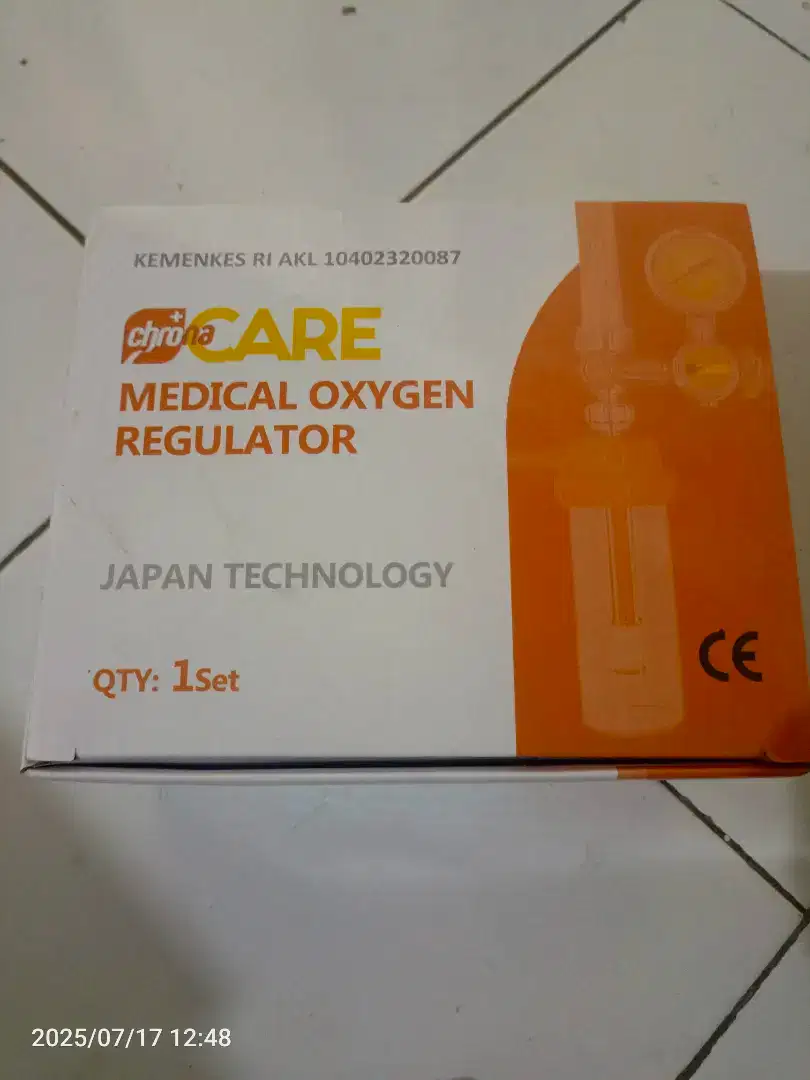 KEMENKES RI AKL 10402320087
chrona CARE
MEDICAL OXYGEN
REGULATOR
JAPAN TECHNOLOGY
QTY: 1Set
CE
2025/07/17 12:48